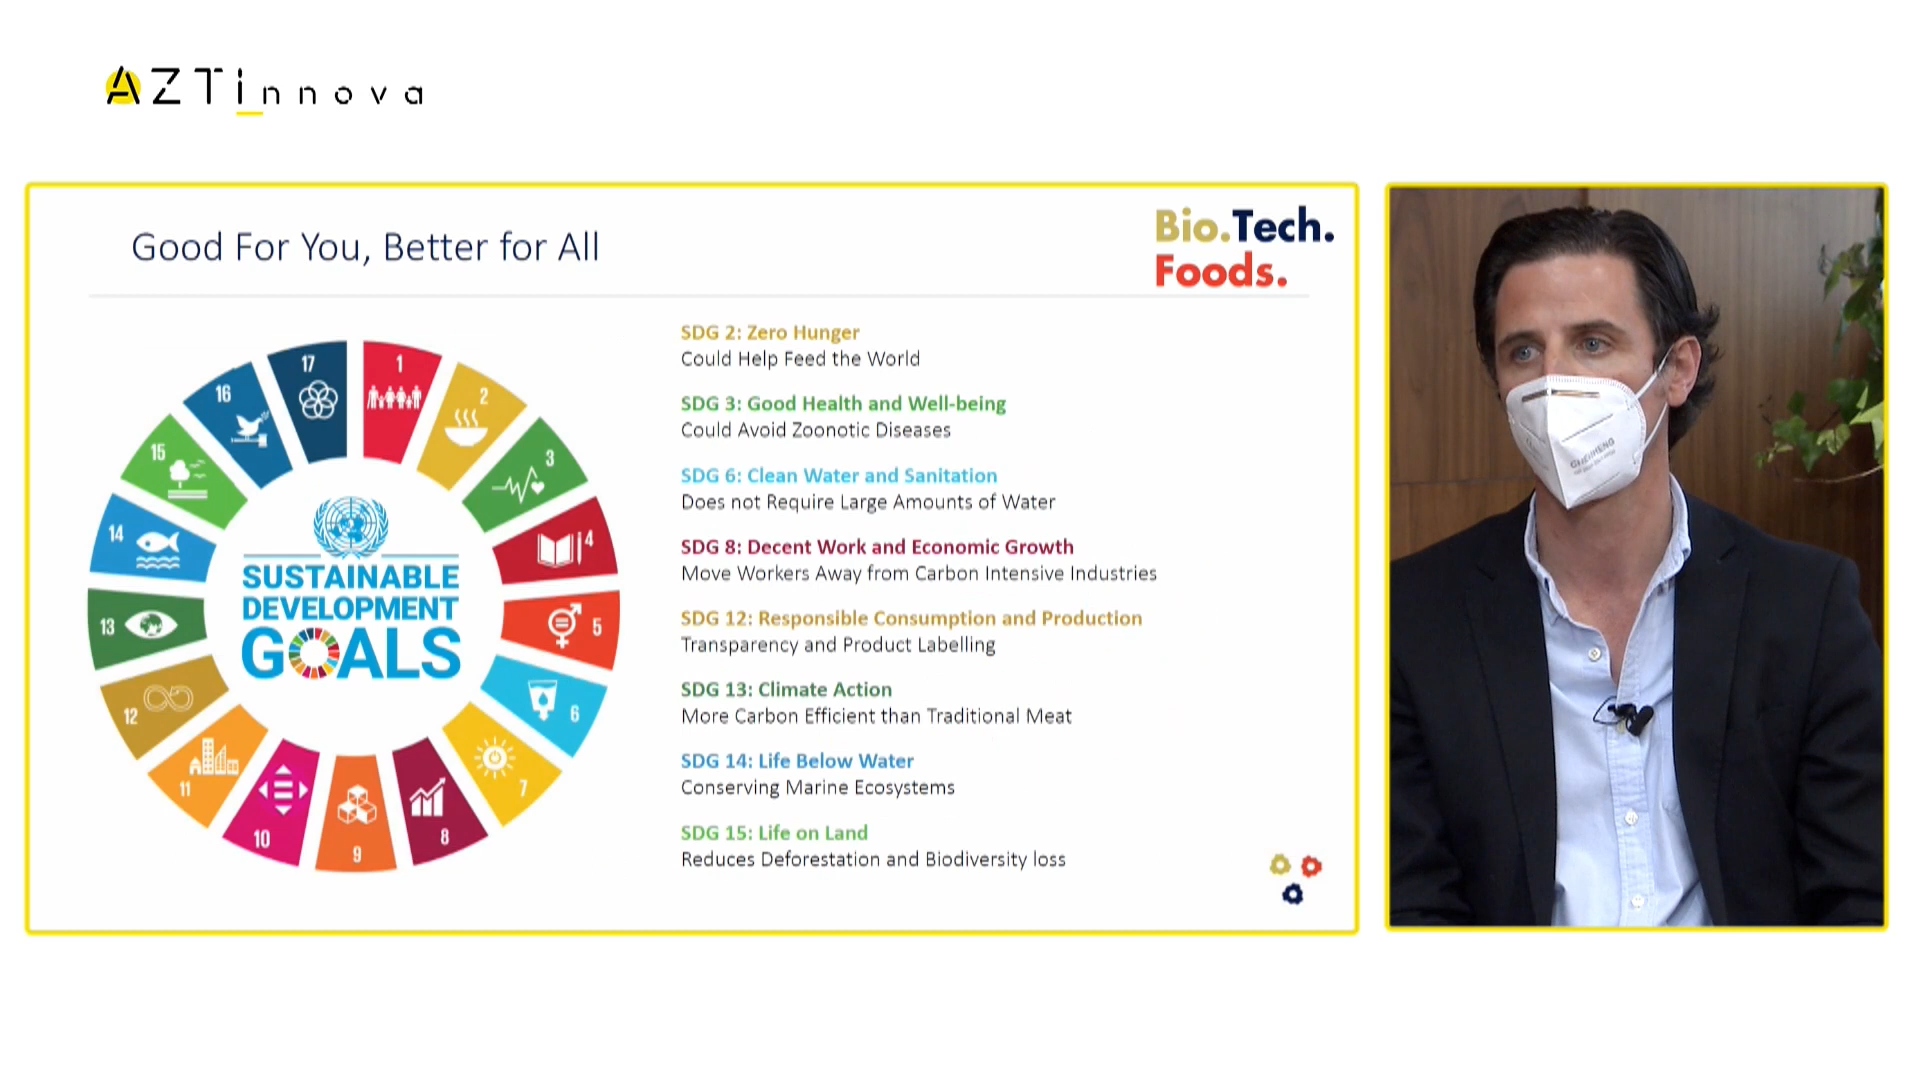 AZTInnova
Good For You, Better for All
Bio.Tech.
Foods.
SDG 2: Zero Hunger
Could Help Feed the World
SDG 3: Good Health and Well-being
Could Avoid Zoonotic Diseases
SDG 6: Clean Water and Sanitation
Does not Require Large Amounts of Water
SDG 8: Decent Work and Economic Growth
Move Workers Away from Carbon Intensive Industries
SDG 12: Responsible Consumption and Production
Transparency and Product Labelling
SDG 13: Climate Action
More Carbon Efficient than Traditional Meat
SDG 14: Life Below Water
Conserving Marine Ecosystems
SDG 15: Life on Land
Reduces Deforestation and Biodiversity loss
1
2
3
4
5
6
7
8
9
10
11
12
13
14
15
16
17
SUSTAINABLE
DEVELOPMENT
GOALS